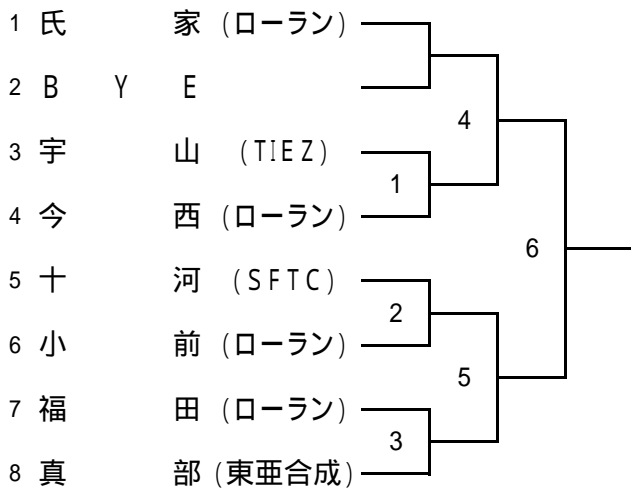 1 氏 家 (ローラン)
2 B Y E
4
3 宇 山 (TIEZ)
1
4 今 西 (ローラン)
6
5 十 河 (SFTC)
2
6 小 前 (ローラン)
5
7 福 田 (ローラン)
3
8 真 部 (東亜合成)